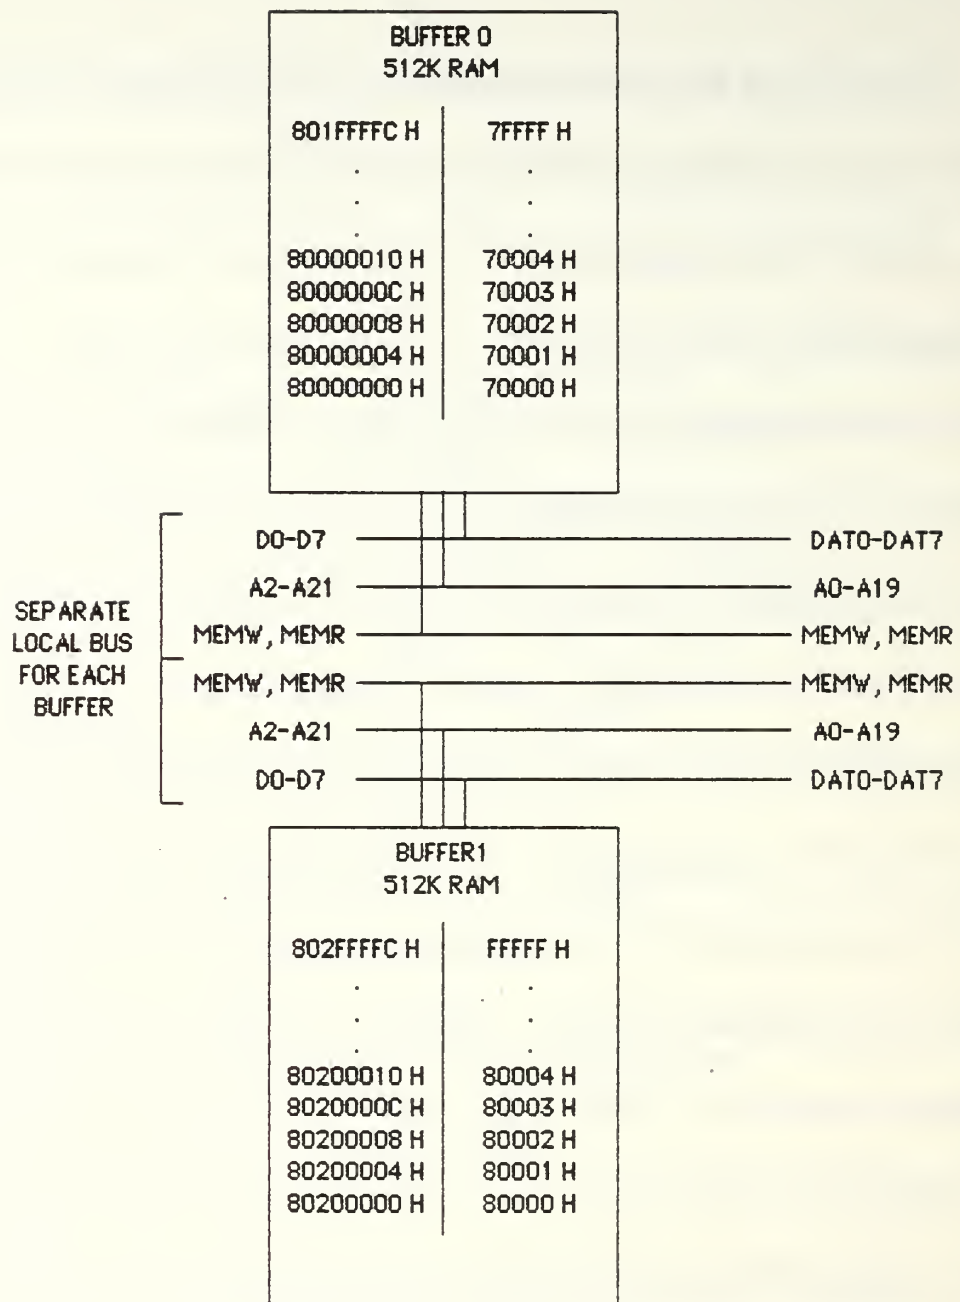 BUFFER 0
512K RAM
801FFFFC H 7FFFF H
. .
. .
. .
80000010 H 70004 H
8000000C H 70003 H
80000008 H 70002 H
80000004 H 70001 H
80000000 H 70000 H
D0-D7 DAT0-DAT7
A2-A21 A0-A19
MEMW, MEMR MEMW, MEMR
SEPARATE
LOCAL BUS
FOR EACH
BUFFER
MEMW, MEMR MEMW, MEMR
A2-A21 A0-A19
D0-D7 DAT0-DAT7
BUFFER1
512K RAM
802FFFFC H FFFFF H
. .
. .
. .
80200010 H 80004 H
8020000C H 80003 H
80200008 H 80002 H
80200004 H 80001 H
80200000 H 80000 H